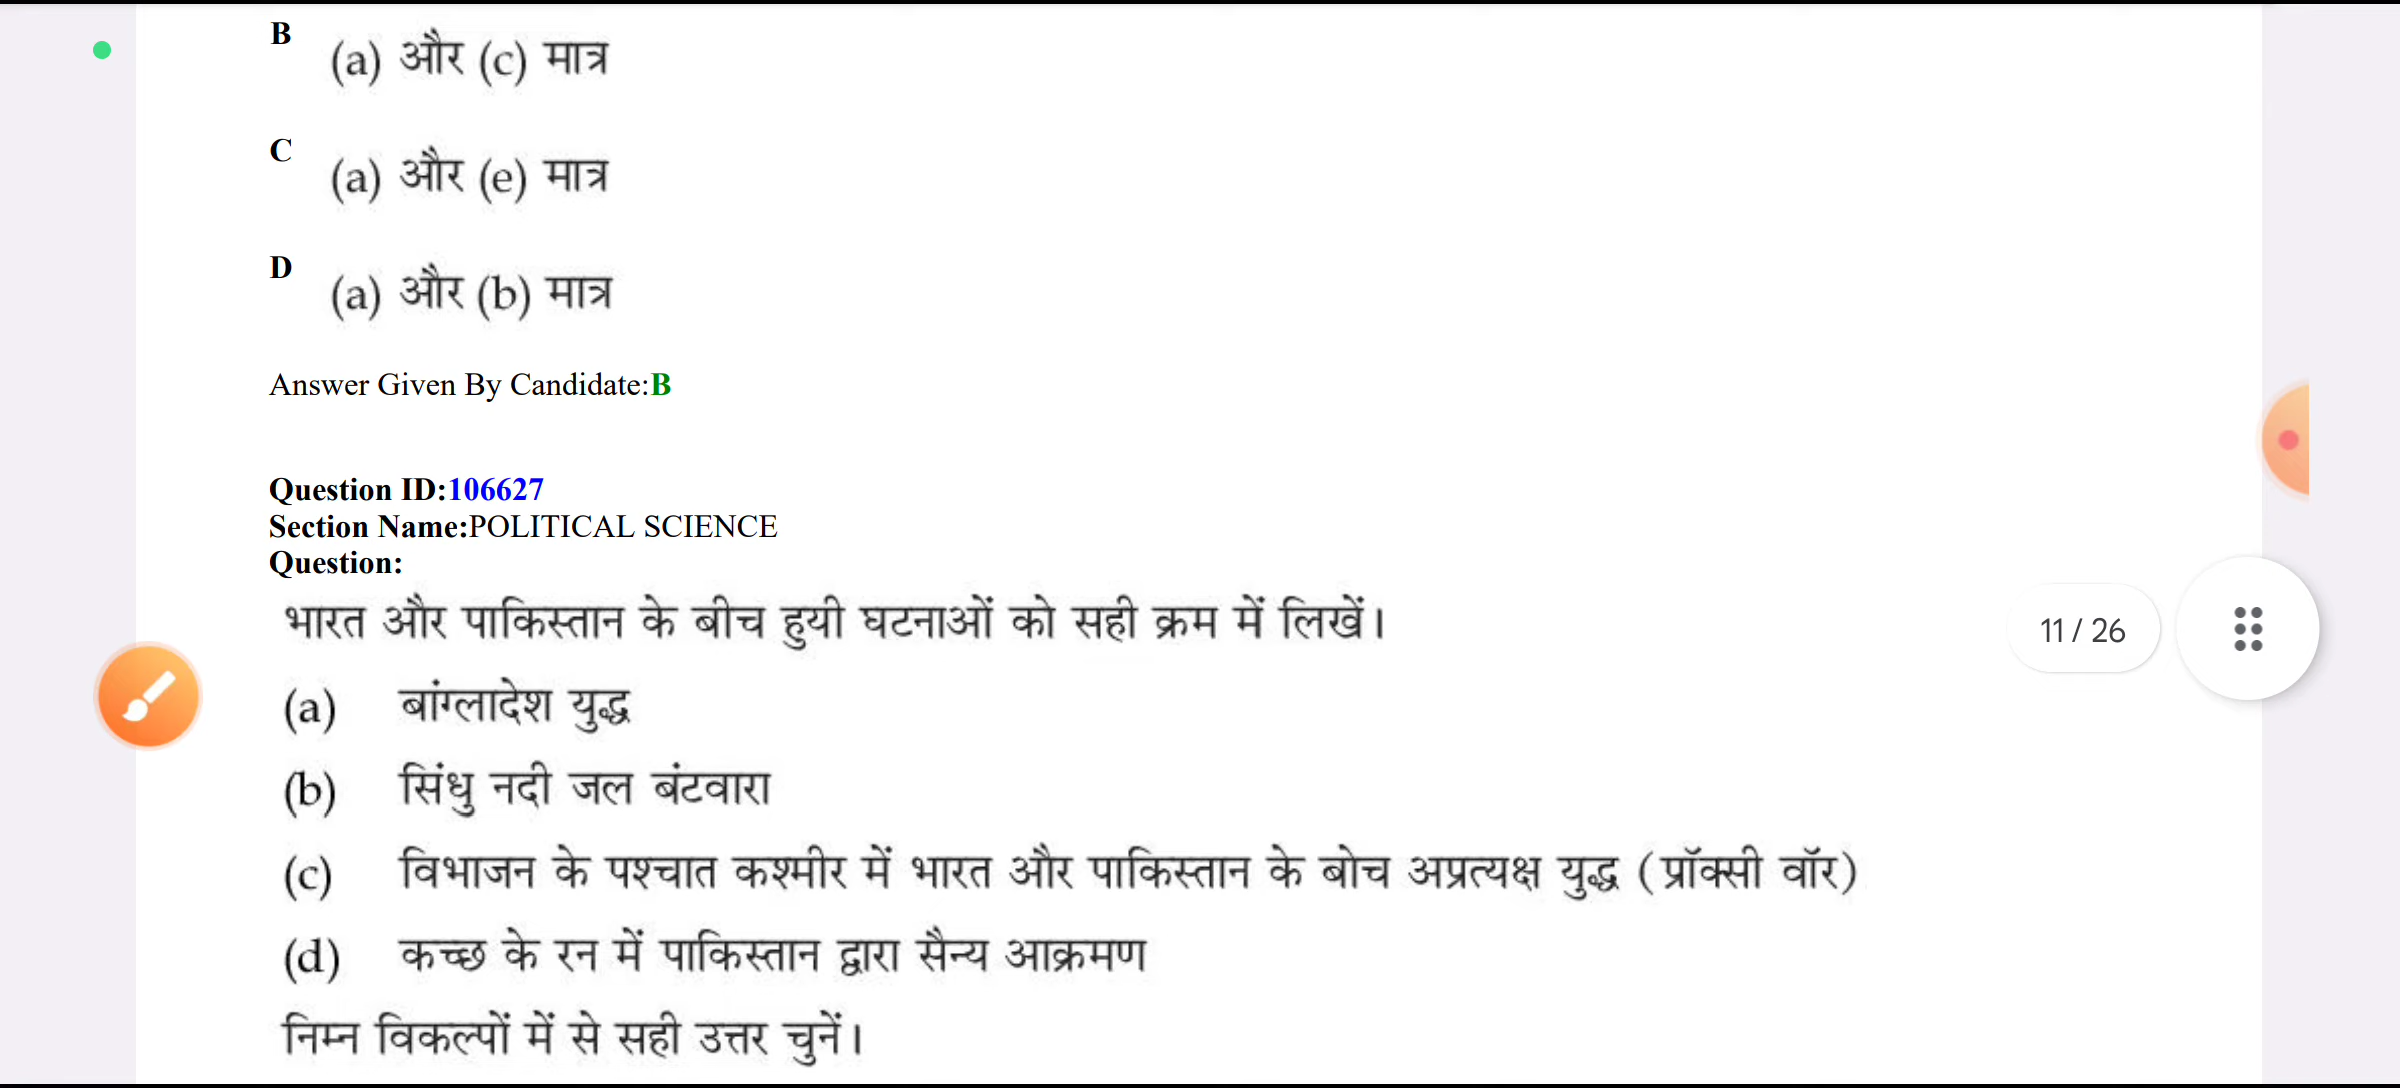 B
(a) और (c) मात्र
C
(a) और (e) मात्र
D
(a) और (b) मात्र
Answer Given By Candidate:B
Question ID:106627
Section Name:POLITICAL SCIENCE
Question:
भारत और पाकिस्तान के बीच हुयी घटनाओं को सही क्रम में लिखें।
11 / 26
(a) बांग्लादेश युद्ध
(b) सिंधु नदी जल बंटवारा
(c) विभाजन के पश्चात कश्मीर में भारत और पाकिस्तान के बोच अप्रत्यक्ष युद्ध (प्रॉक्सी वॉर)
(d) कच्छ के रन में पाकिस्तान द्वारा सैन्य आक्रमण
निम्न विकल्पों में से सही उत्तर चुनें।